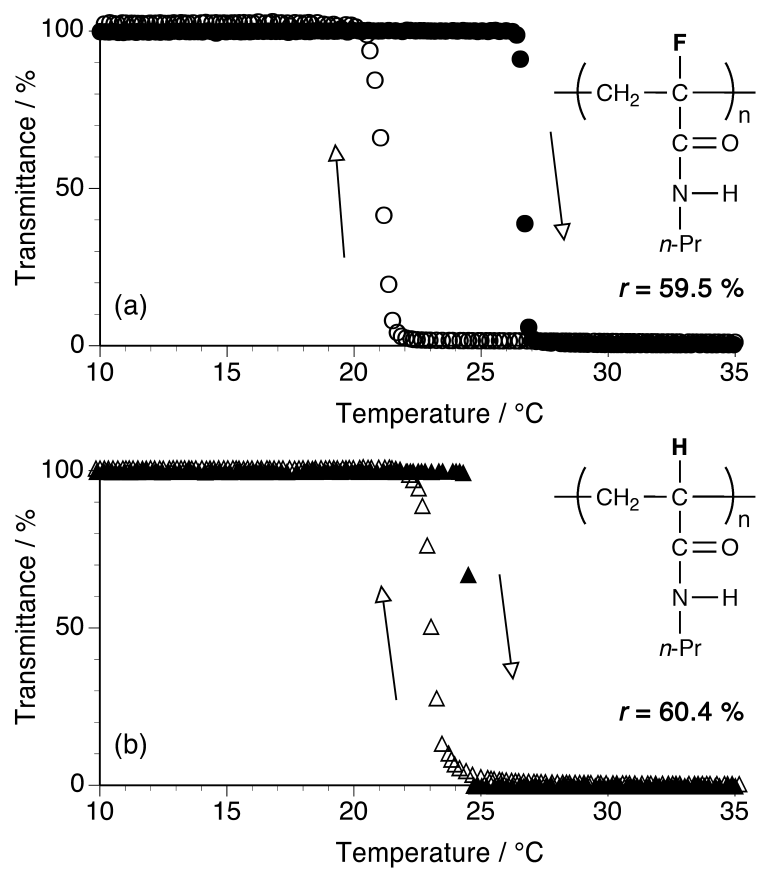 100
50
0
Transmittance / %
(a)
F
CH₂
C
n
C
O
N
H
n-Pr
r = 59.5 %
10
15
20
25
30
35
Temperature / °C
100
50
0
Transmittance / %
(b)
H
CH₂
C
n
C
O
N
H
n-Pr
r = 60.4 %
10
15
20
25
30
35
Temperature / °C